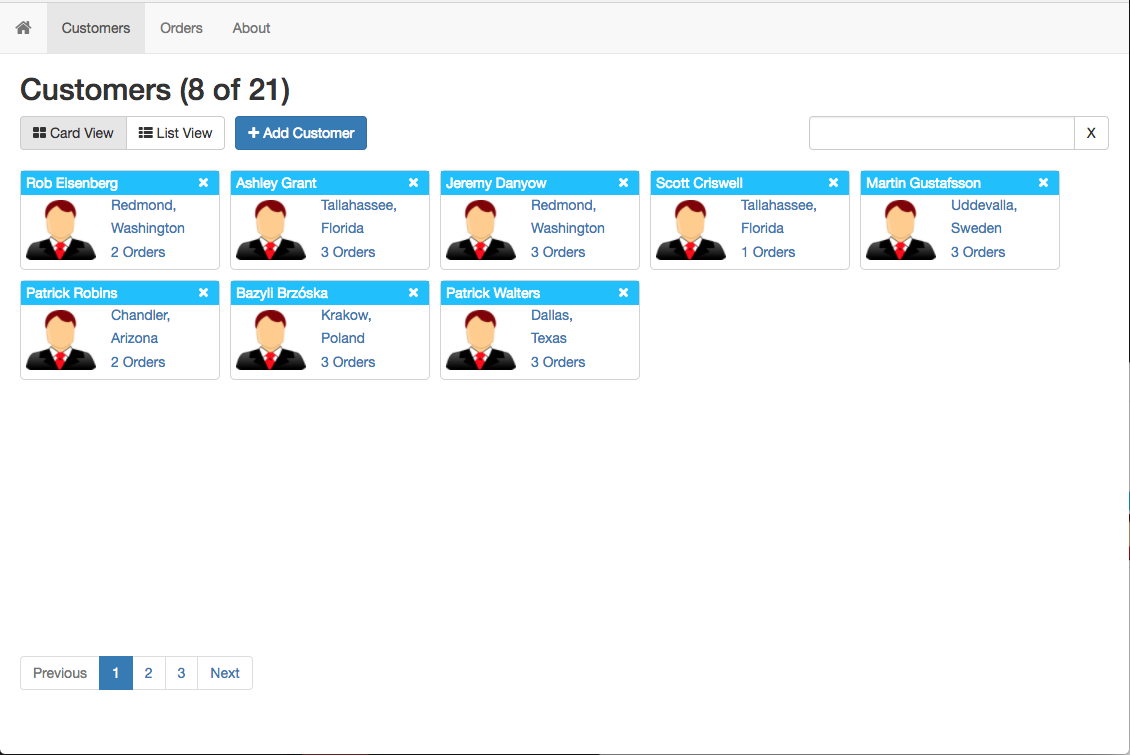 Customers Orders About
Customers (8 of 21)
Card View List View + Add Customer X
Rob Eisenberg × Ashley Grant × Jeremy Danyow × Scott Criswell × Martin Gustafsson ×
Redmond, Tallahassee, Redmond, Tallahassee, Uddevalla,
Washington Florida Washington Florida Sweden
2 Orders 3 Orders 3 Orders 1 Orders 3 Orders
Patrick Robins × Bazyli Brzóska × Patrick Walters ×
Chandler, Krakow, Dallas,
Arizona Poland Texas
2 Orders 3 Orders 3 Orders
Previous 1 2 3 Next